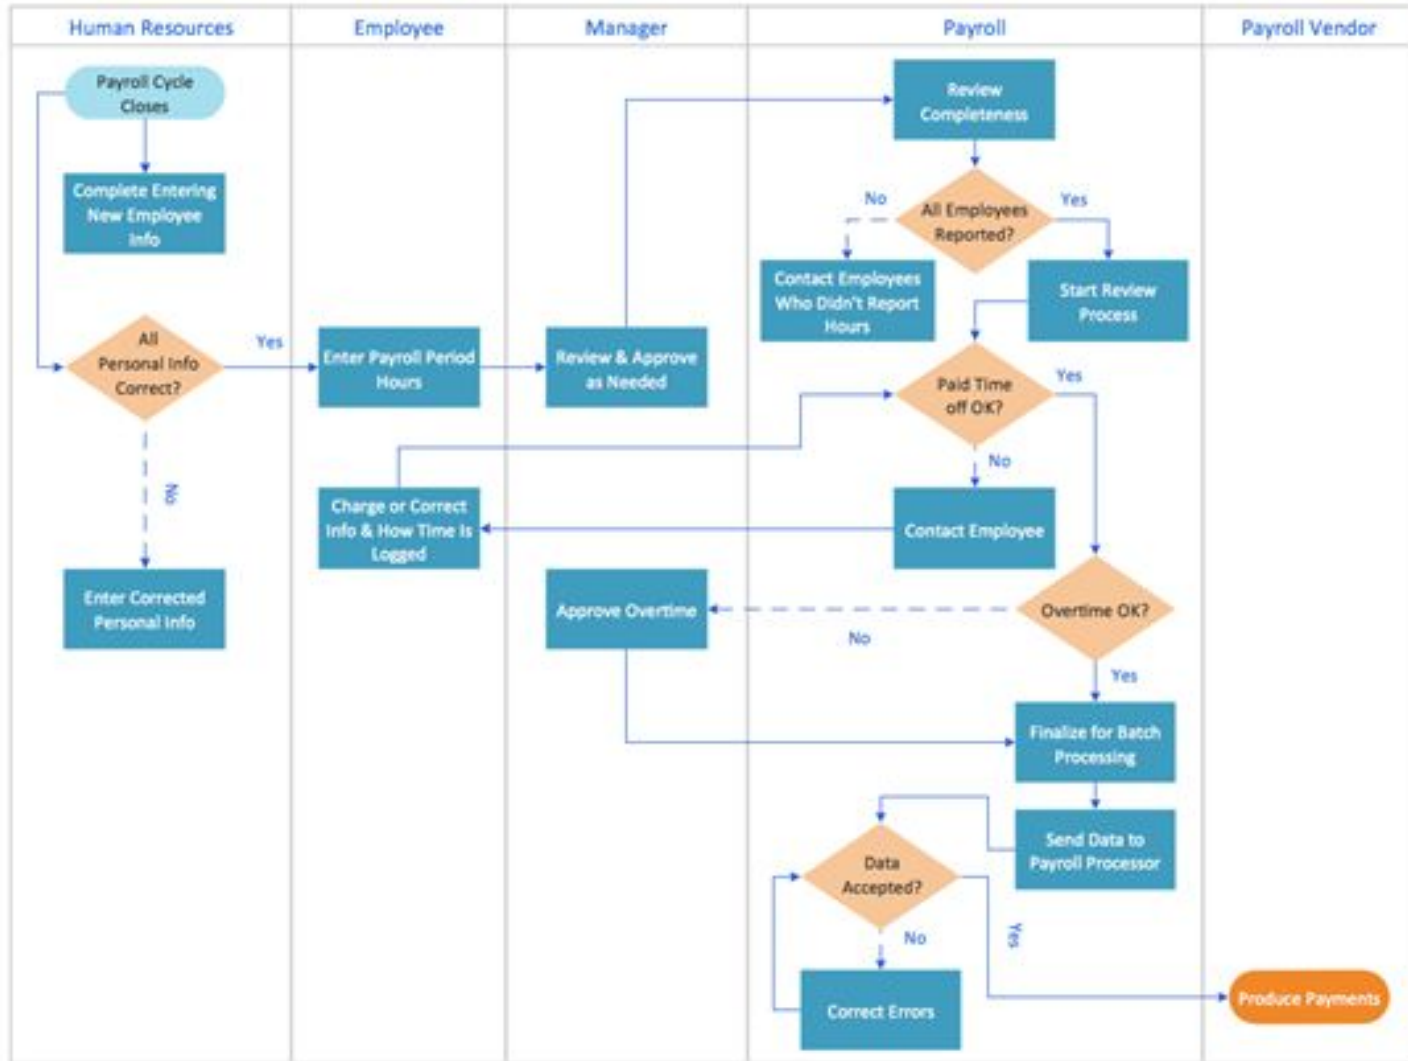 Human Resources
Employee
Manager
Payroll
Payroll Vendor
Payroll Cycle
Closes
Complete Entering
New Employee
Info
All
Personal Info
Correct?
Yes
No
Enter Corrected
Personal Info
Enter Payroll Period
Hours
Charge or Correct
Info & How Time Is
Logged
Review & Approve
as Needed
Approve Overtime
Review
Completeness
All Employees
Reported?
No
Yes
Contact Employees
Who Didn't Report
Hours
Start Review
Process
Paid Time
off OK?
Yes
No
Contact Employee
Overtime OK?
No
Yes
Finalize for Batch
Processing
Send Data to
Payroll Processor
Data
Accepted?
No
Yes
Correct Errors
Produce Payments